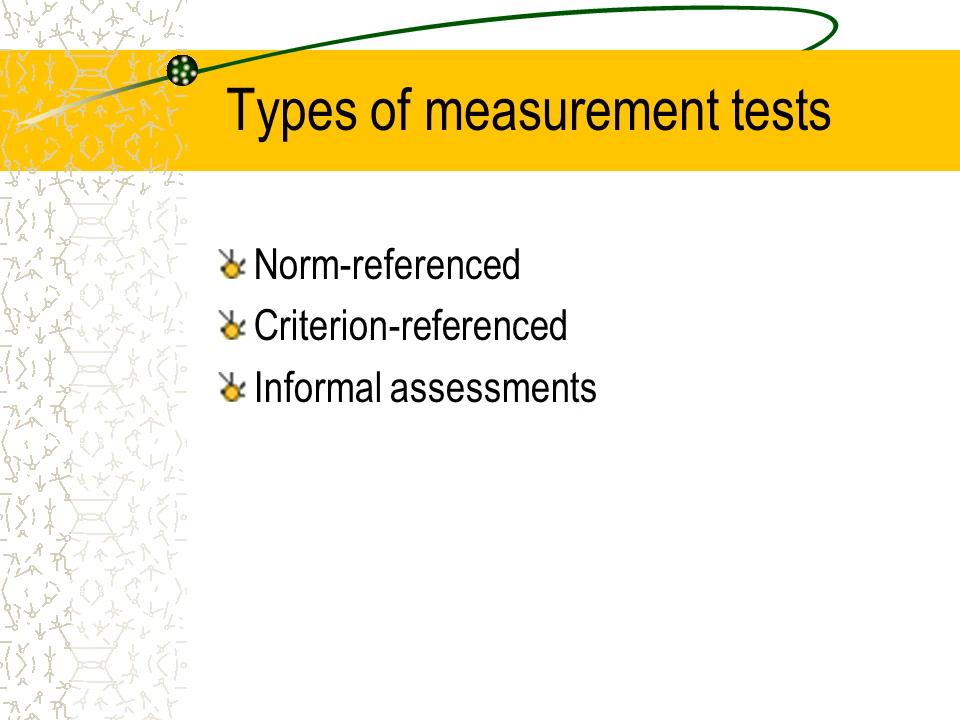 Types of measurement tests
Norm-referenced
Criterion-referenced
Informal assessments